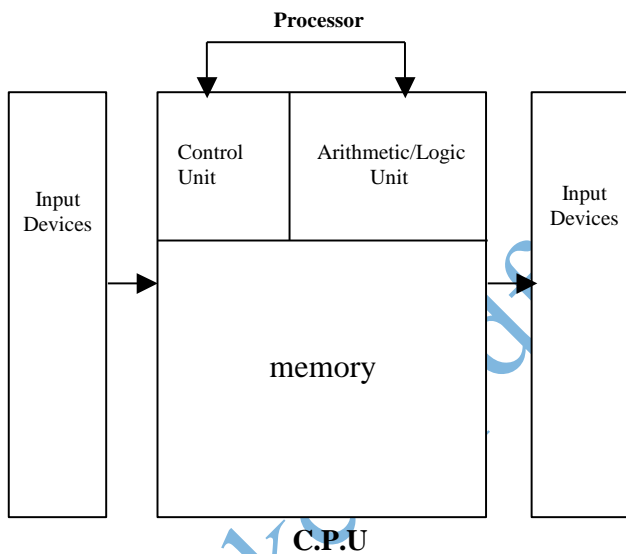 Processor
Input
Devices
Control
Unit
Arithmetic/Logic
Unit
Input
Devices
memory
C.P.U